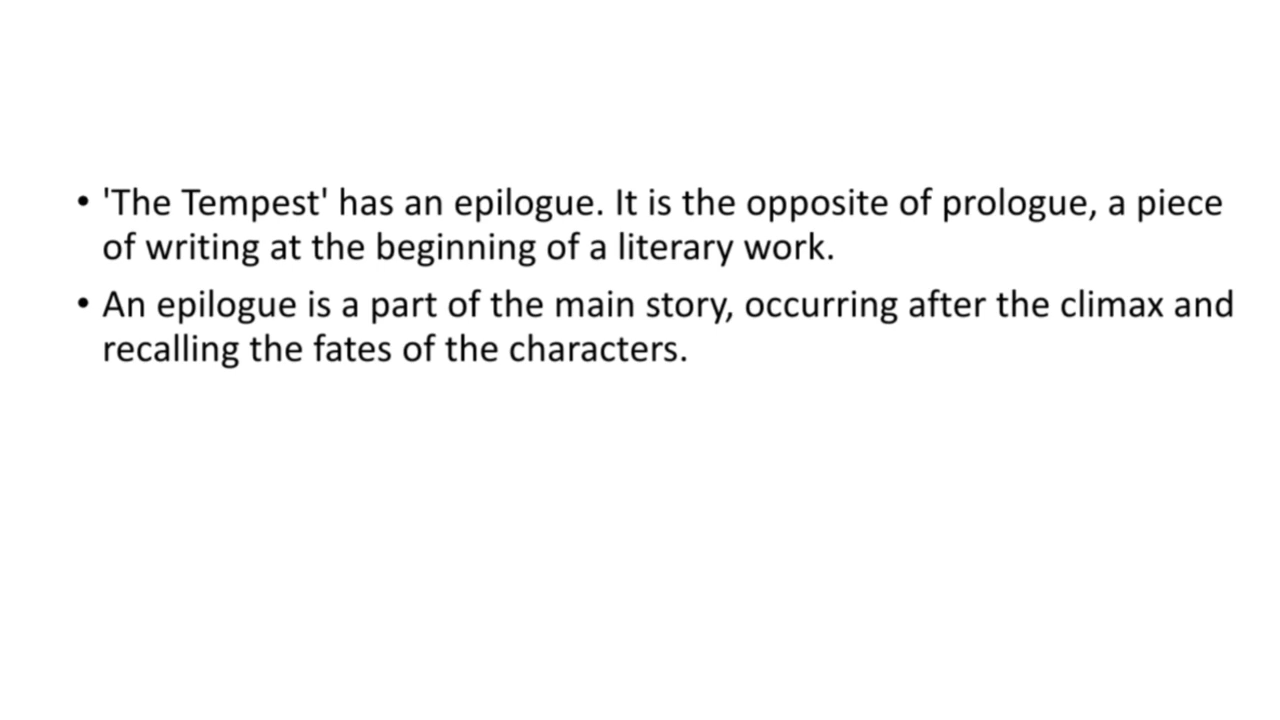 • 'The Tempest' has an epilogue. It is the opposite of prologue, a piece
of writing at the beginning of a literary work.
• An epilogue is a part of the main story, occurring after the climax and
recalling the fates of the characters.